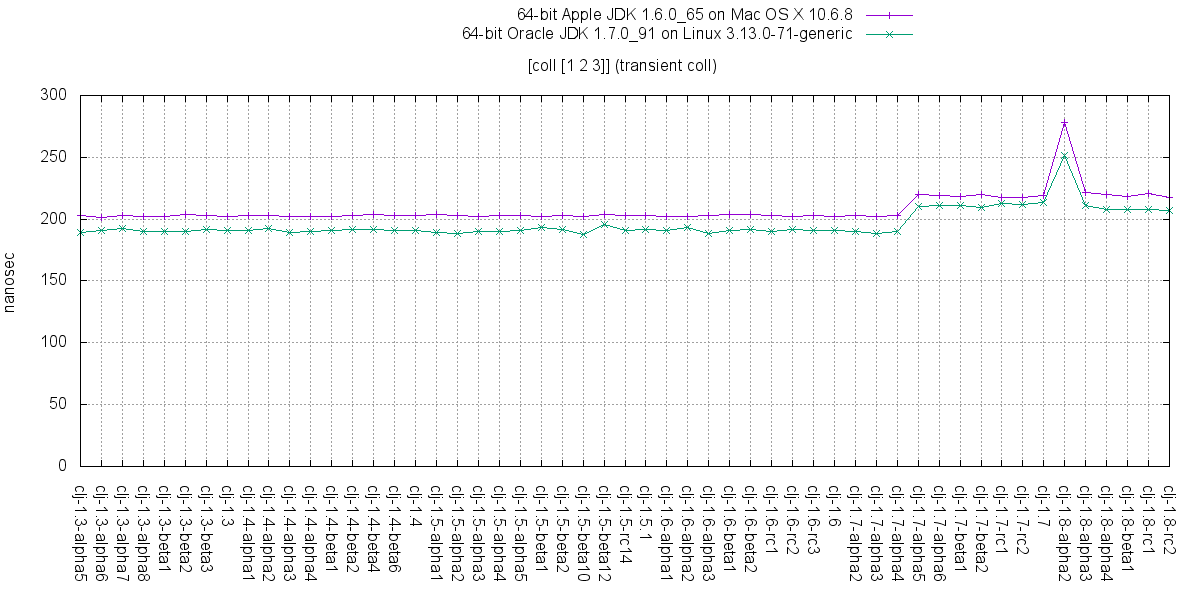 64-bit Apple JDK 1.6.0_65 on Mac OS X 10.6.8
64-bit Oracle JDK 1.7.0_91 on Linux 3.13.0-71-generic
[coll [1 2 3]] (transient coll)
300
250
200
150
100
50
0
nanosec
clj-1.3-alpha5
clj-1.3-alpha6
clj-1.3-alpha7
clj-1.3-alpha8
clj-1.3-beta1
clj-1.3-beta2
clj-1.3-beta3
clj-1.3
clj-1.4-alpha1
clj-1.4-alpha2
clj-1.4-alpha3
clj-1.4-alpha4
clj-1.4-beta1
clj-1.4-beta2
clj-1.4-beta4
clj-1.4-beta6
clj-1.4
clj-1.5-alpha1
clj-1.5-alpha2
clj-1.5-alpha3
clj-1.5-alpha4
clj-1.5-alpha5
clj-1.5-beta1
clj-1.5-beta2
clj-1.5-beta10
clj-1.5-beta12
clj-1.5-rc14
clj-1.5.1
clj-1.6-alpha1
clj-1.6-alpha2
clj-1.6-alpha3
clj-1.6-beta1
clj-1.6-beta2
clj-1.6-rc1
clj-1.6-rc2
clj-1.6-rc3
clj-1.6
clj-1.7-alpha2
clj-1.7-alpha3
clj-1.7-alpha4
clj-1.7-alpha5
clj-1.7-alpha6
clj-1.7-beta1
clj-1.7-beta2
clj-1.7-rc1
clj-1.7-rc2
clj-1.7
clj-1.8-alpha2
clj-1.8-alpha3
clj-1.8-alpha4
clj-1.8-beta1
clj-1.8-rc1
clj-1.8-rc2